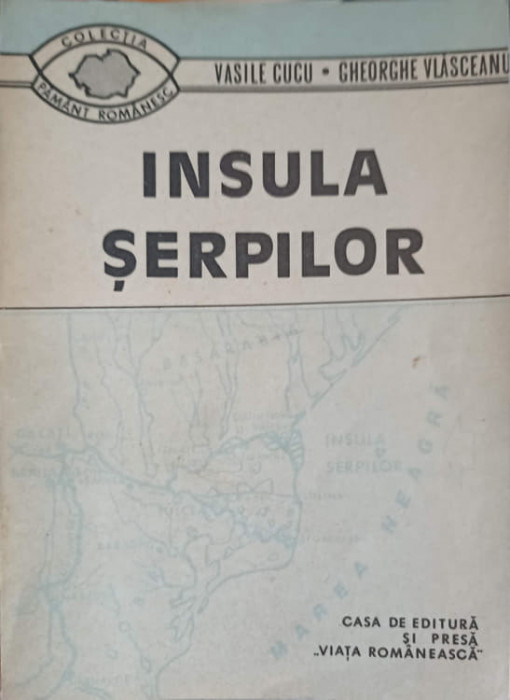 COLECȚIA
PĂMÂNT ROMÂNESC
VASILE CUCU • GHEORGHE VLĂSCEANU
INSULA
ȘERPILOR
BASARABIA
GALAȚI
INSULA
ȘERPILOR
MAREA NEAGRĂ
CASA DE EDITURĂ
ȘI PRESĂ
„VIAȚA ROMÂNEASCĂ"